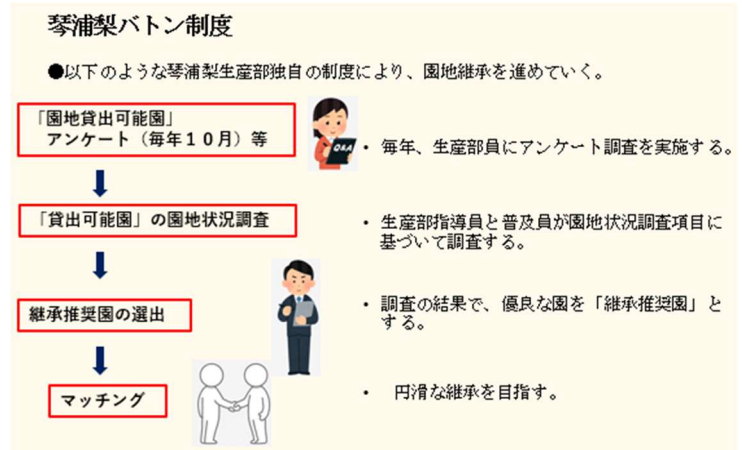 琴浦梨バトン制度
●以下のような琴浦梨生産部独自の制度により、園地継承を進めていく。
「園地貸出可能園」
アンケート（毎年１０月）等
Q&A
・ 毎年、生産部員にアンケート調査を実施する。
「貸出可能園」の園地状況調査
・ 生産部指導員と普及員が園地状況調査項目に
基づいて調査する。
継承推奨園の選出
・ 調査の結果で、優良な園を「継承推奨園」と
する。
マッチング
・ 円滑な継承を目指す。